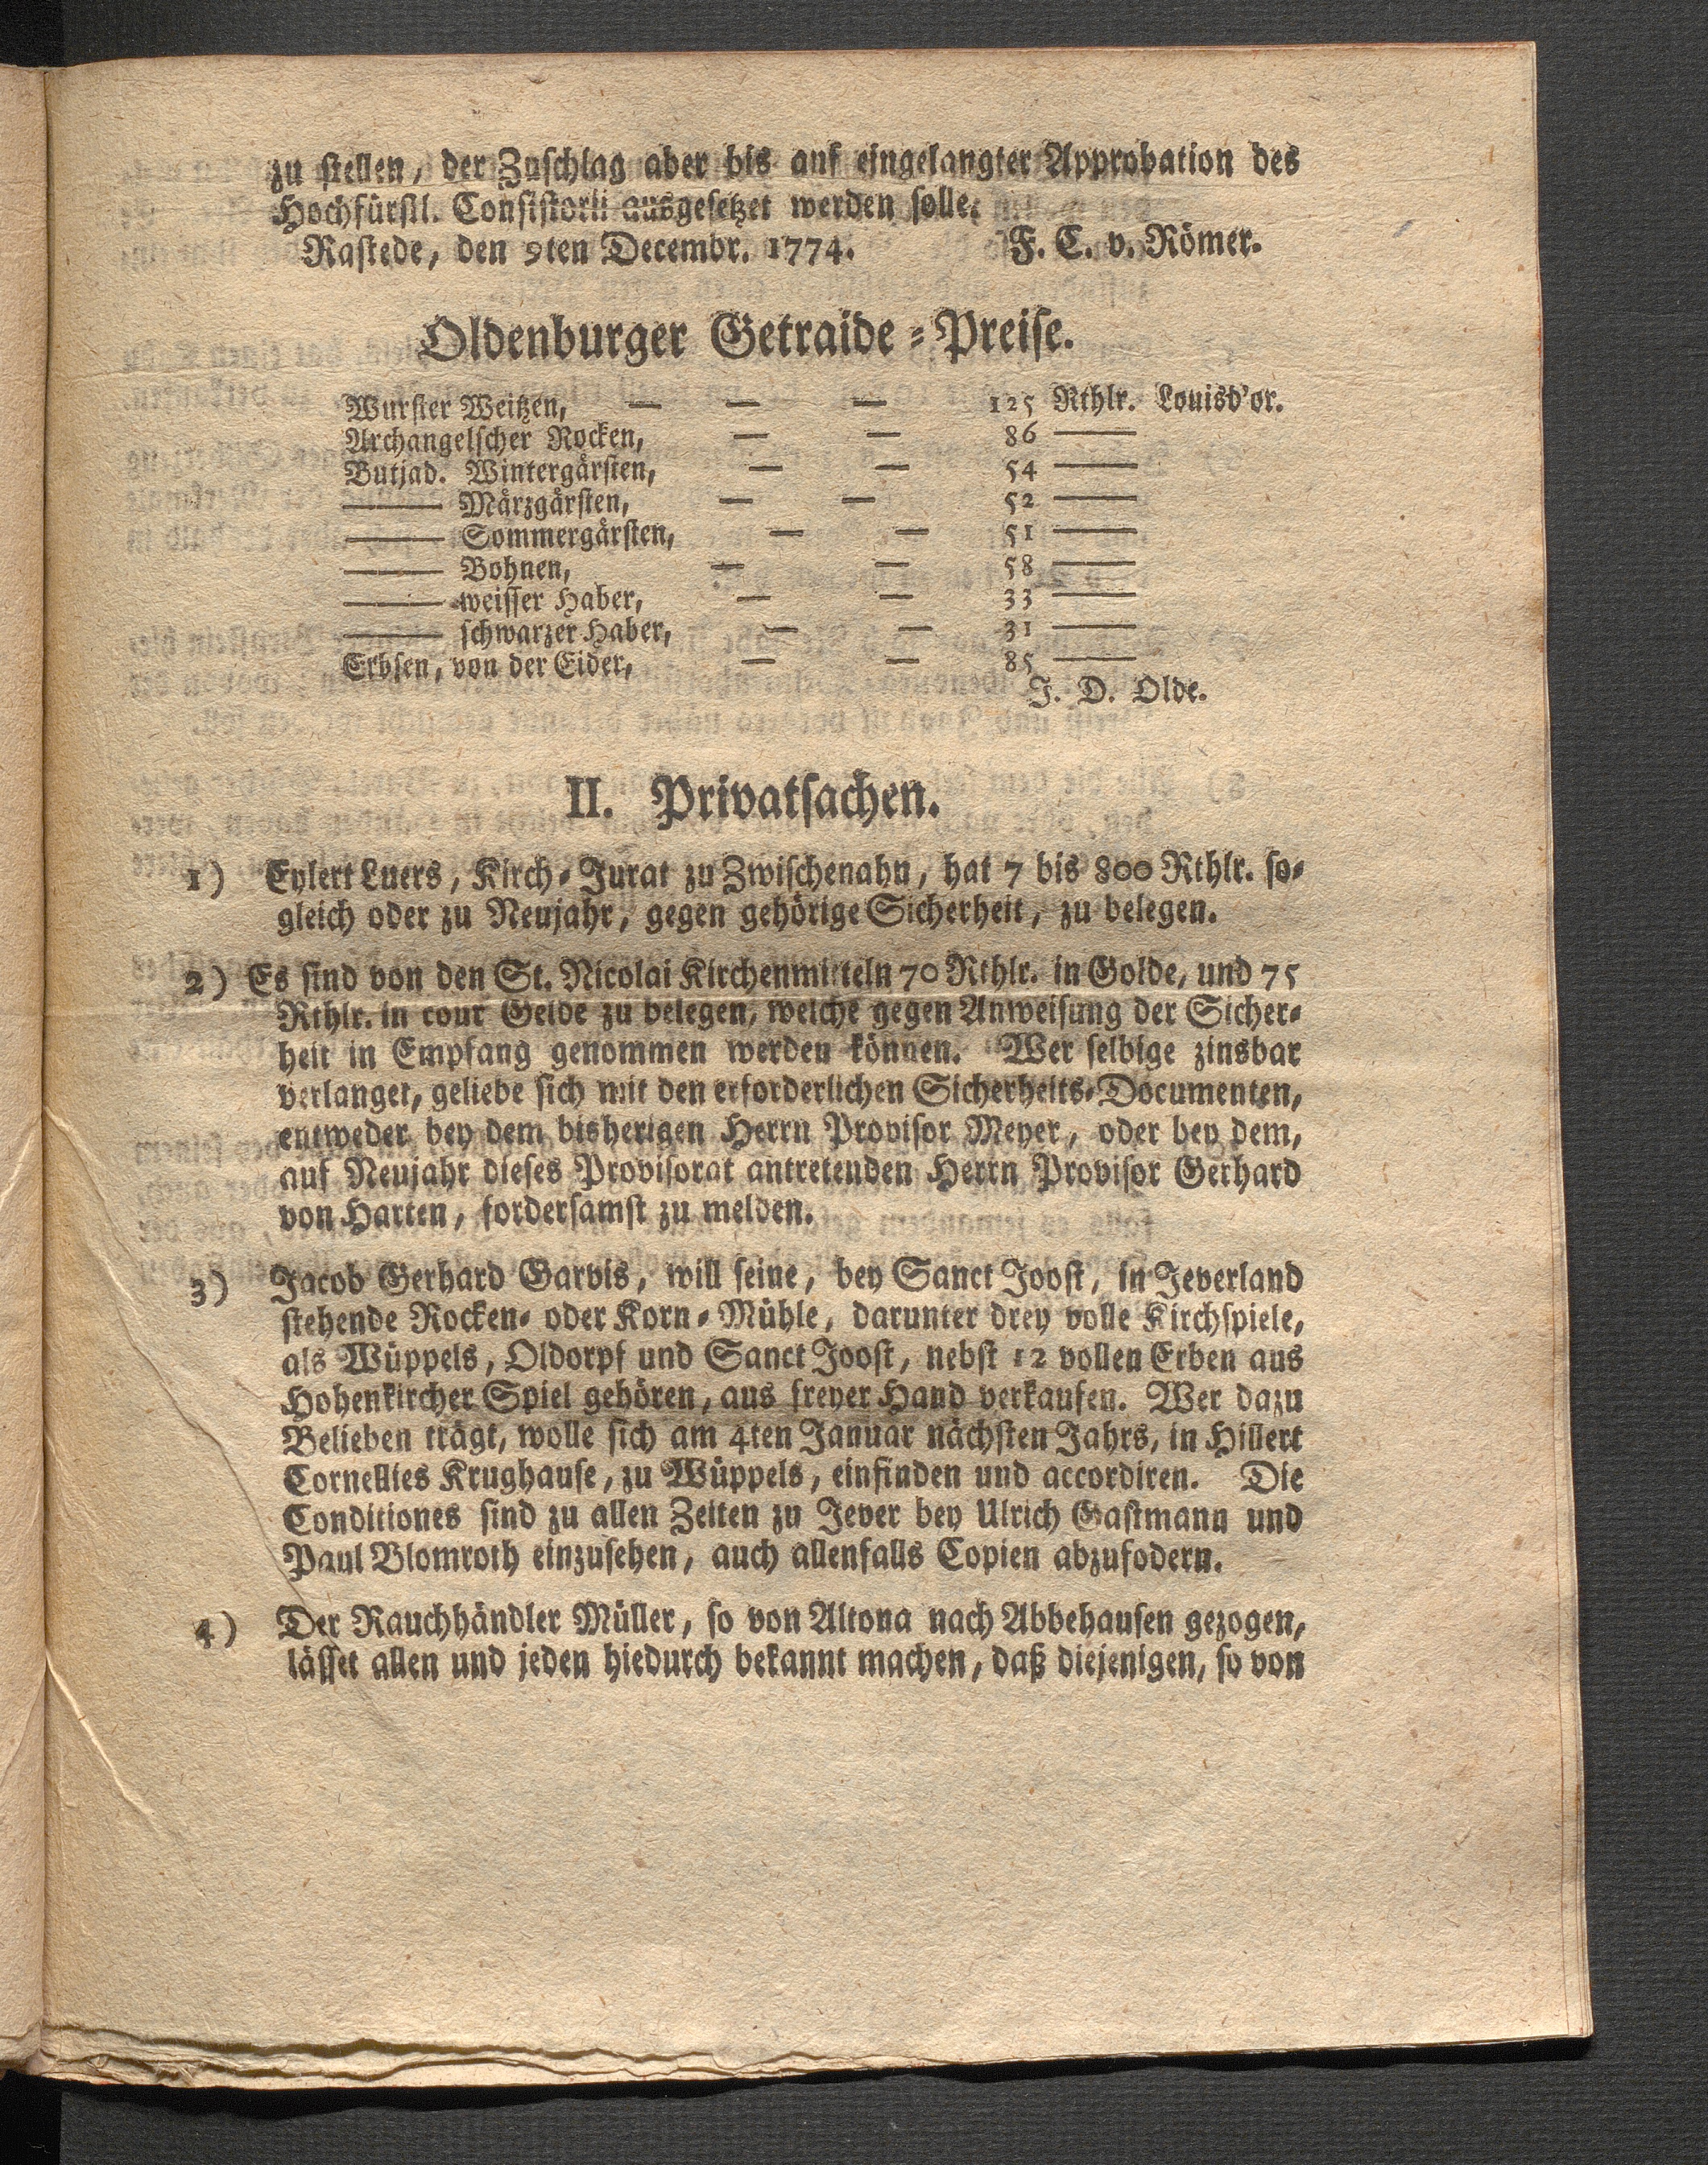 zu stellen, der Zuschlag aber bis auf eingelangter Approbation des
Hochfürstl. Consistorii ausgesetzet werden solle.
Rastede, den 9ten Decembr. 1774. F. C. v. Römer.
Oldenburger Getraide-Preise.
Wurster Weitzen, — — — 125 Rthlr. Louisd'or.
Archangelscher Rocken, — — 86 ——
Butjad. Wintergärsten, — — 54 ——
—— Märzgärsten, — — 52 ——
—— Sommergärsten, — — 51 ——
—— Bohnen, — — 58 ——
—— weisser Haber, — — 33 ——
—— schwarzer Haber, — — 31 ——
Erbsen, von der Eider, — — 85 ——
J. D. Olde.
II. Privatsachen.
1) Eylert Luers, Kirch-Jurat zu Zwischenahn, hat 7 bis 800 Rthlr. so-
gleich oder zu Neujahr, gegen gehörige Sicherheit, zu belegen.
2) Es sind von den St. Nicolai Kirchenmitteln 70 Rthlr. in Golde, und 75
Rthlr. in cour Gelde zu belegen, welche gegen Anweisung der Sicher-
heit in Empfang genommen werden können. Wer selbige zinsbar
verlanget, geliebe sich mit den erforderlichen Sicherheits-Documenten,
entweder bey dem bisherigen Herrn Provisor Meyer, oder bey dem,
auf Neujahr dieses Provisorat antretenden Herrn Provisor Gerhard
von Harten, fordersamst zu melden.
3) Jacob Gerhard Garvis, will seine, bey Sanct Joost, in Jeverland
stehende Rocken- oder Korn-Mühle, darunter drey volle Kirchspiele,
als Wüppels, Oldorpf und Sanct Joost, nebst 12 vollen Erben aus
Hohenkircher Spiel gehören, aus freyer Hand verkaufen. Wer dazu
Belieben trägt, wolle sich am 4ten Januar nächsten Jahrs, in Hillert
Cornellies Krughause, zu Wüppels, einfinden und accordiren. Die
Conditiones sind zu allen Zeiten zu Jever bey Ulrich Gastmann und
Paul Blomroth einzusehen, auch allenfalls Copien abzufodern.
4) Der Rauchhändler Müller, so von Altona nach Abbehausen gezogen,
lässet allen und jeden hiedurch bekannt machen, daß diejenigen, so von